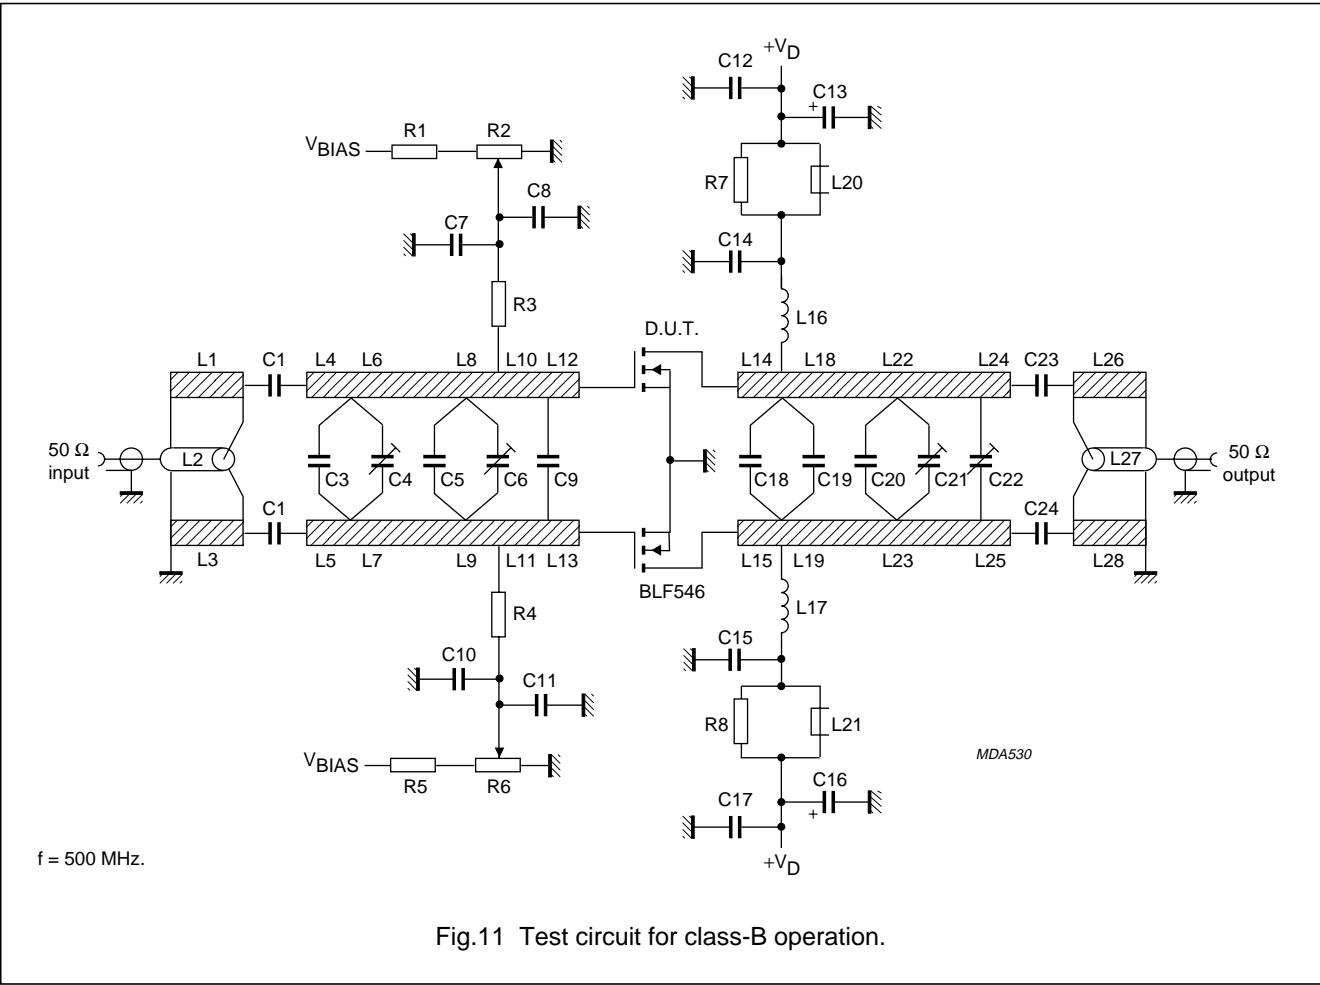 +VD
C12
C13
+
R1
R2
VBIAS
R7
L20
C8
C7
C14
R3
L16
D.U.T.
L1
C1
L4
L6
L8
L10
L12
L14
L18
L22
L24
C23
L26
50 Ω
input
L2
C3
C4
C5
C6
C9
C18
C19
C20
C21
C22
L27
50 Ω
output
C1
C24
L3
L5
L7
L9
L11
L13
L15
L19
L23
L25
L28
BLF546
L17
R4
C15
C10
C11
R8
L21
VBIAS
MDA530
R5
R6
C16
C17
+
+VD
f = 500 MHz.
Fig.11 Test circuit for class-B operation.